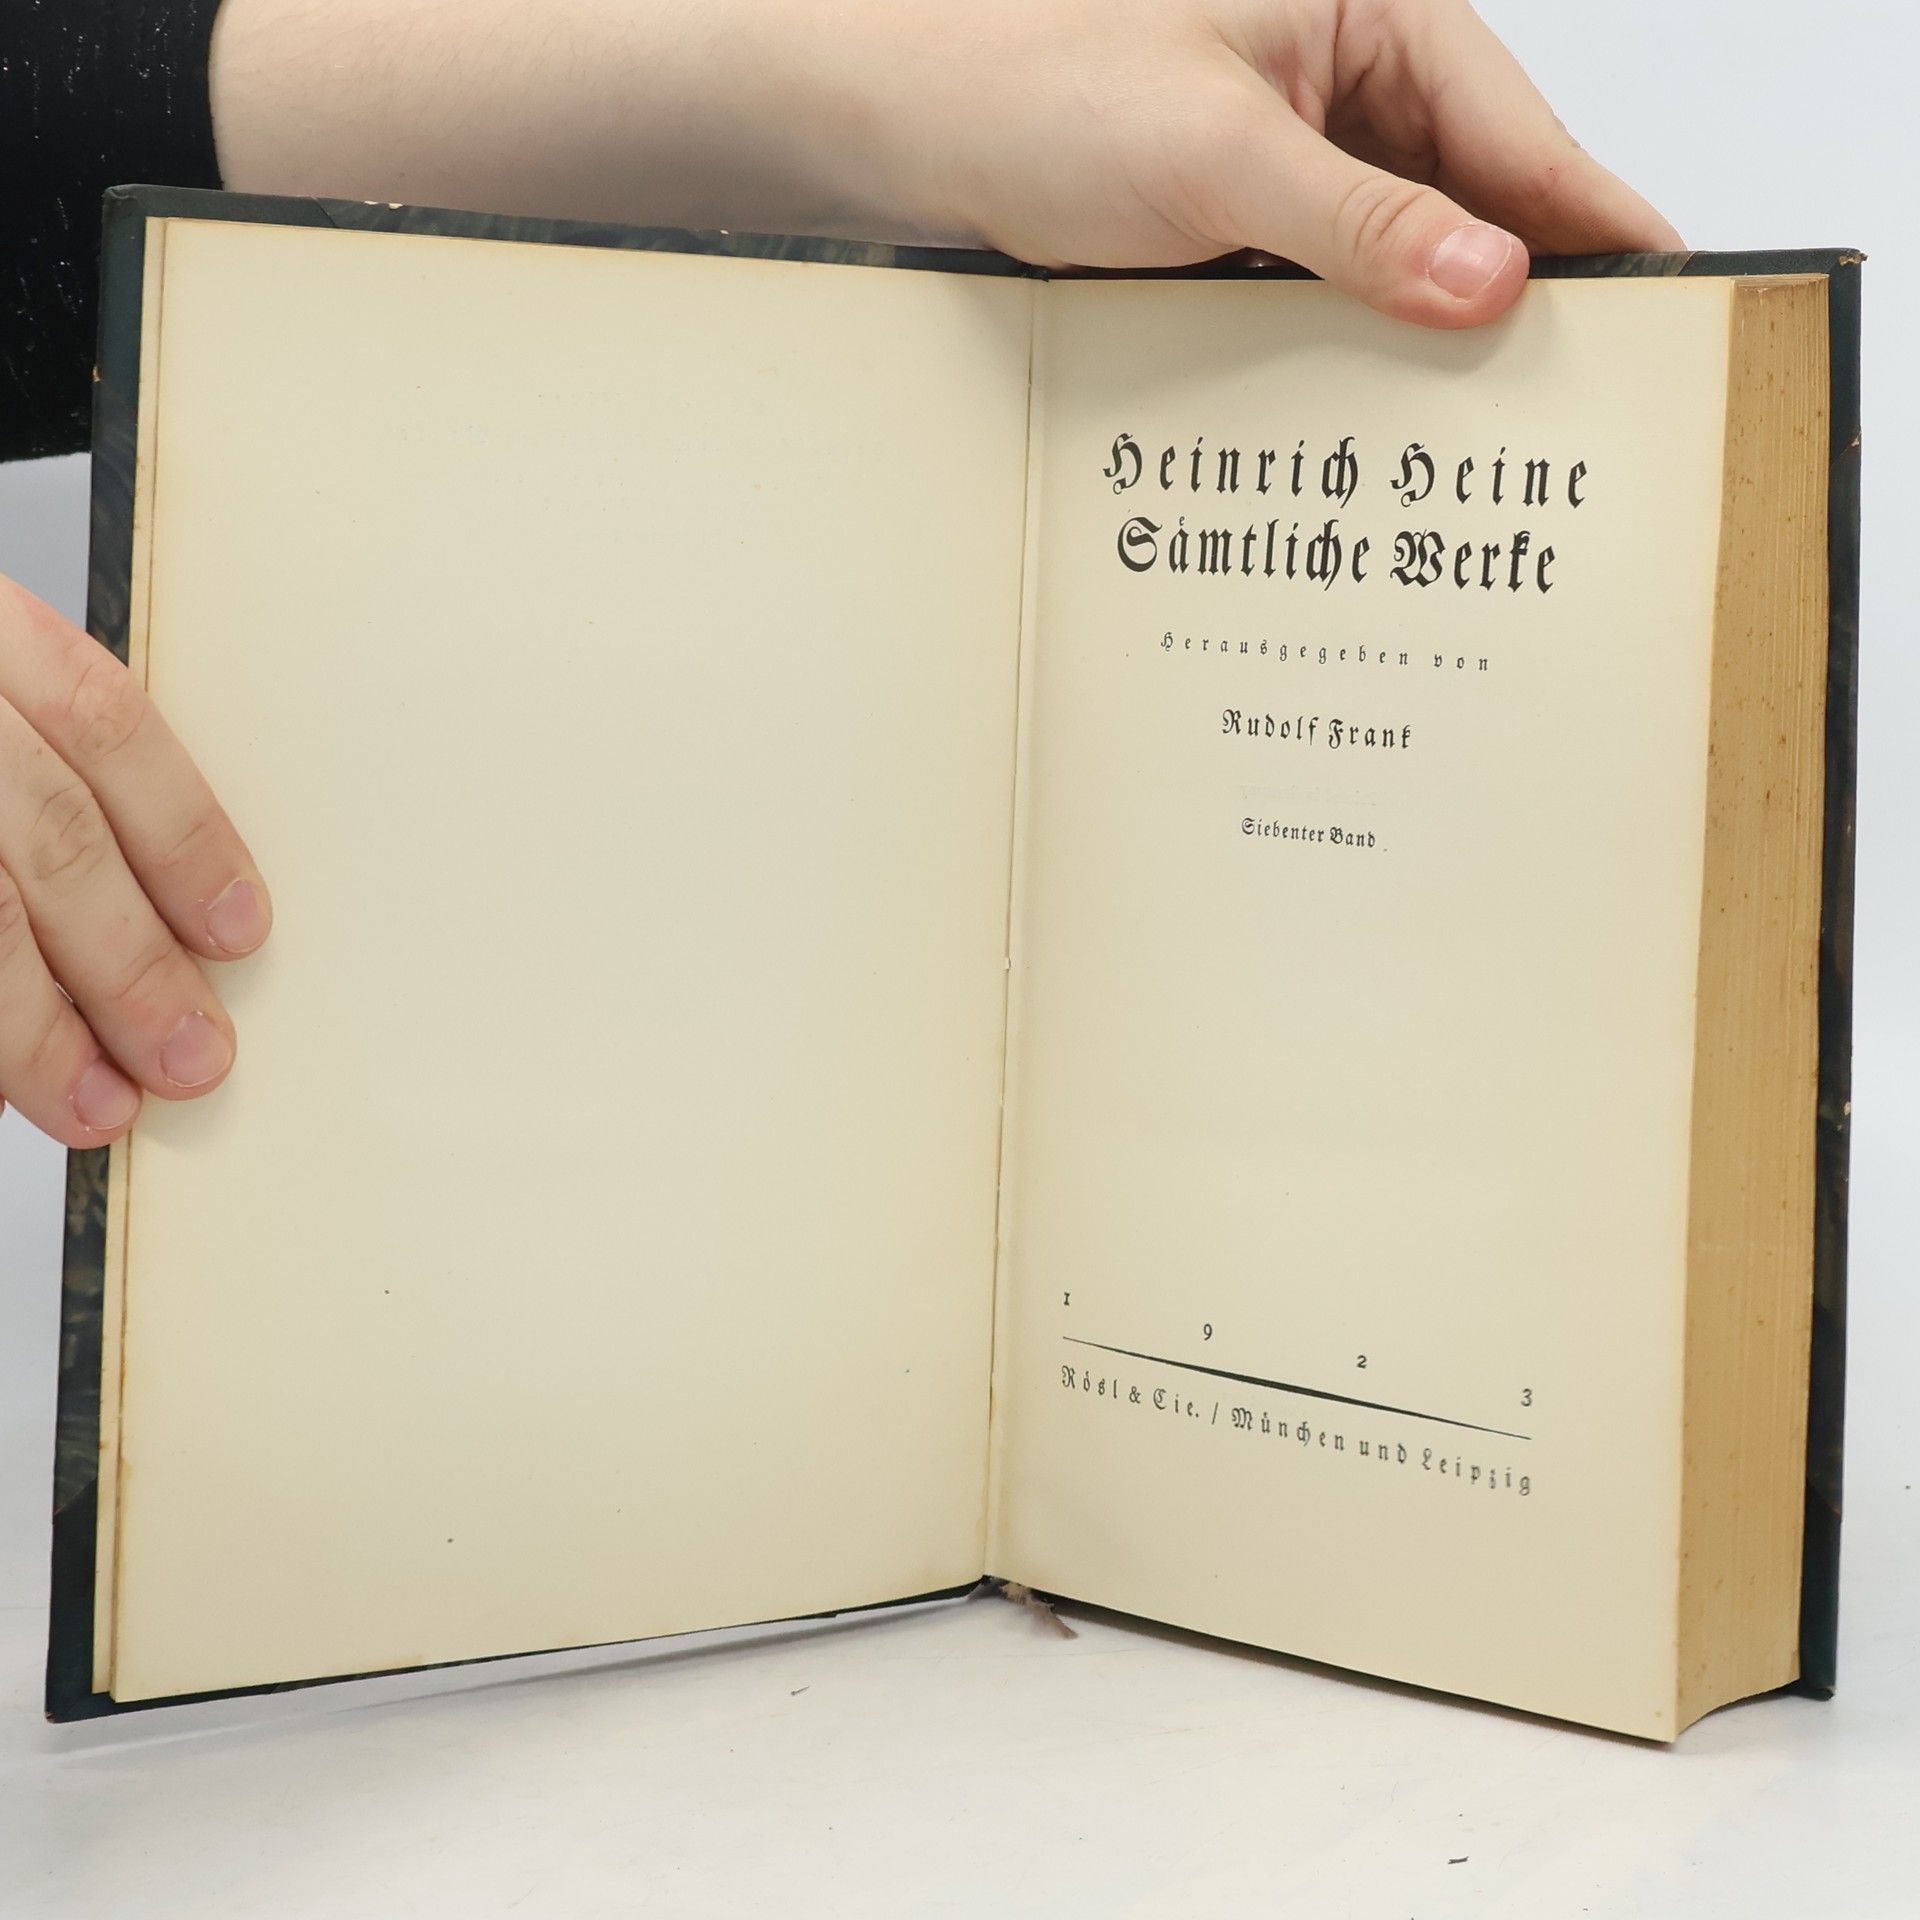 Heinrich Heine
Sämtliche Werke
Herausgegeben von
Rudolf Frank
Siebenter Band
1 9 2 3
Rösl & Cie. / München und Leipzig